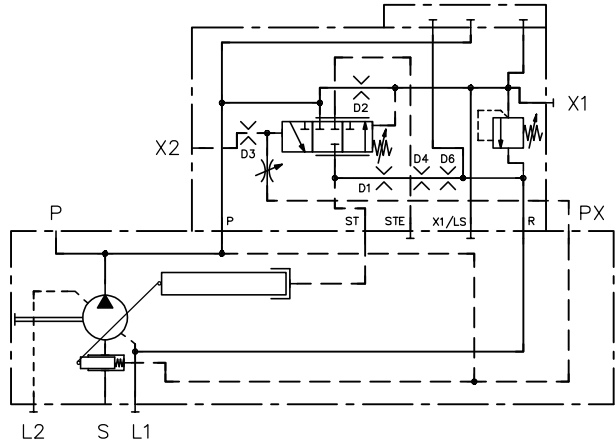 D2
X1
X2
D3
D4 D6
D1
P PX
P ST STE X1/LS R
L2 S L1